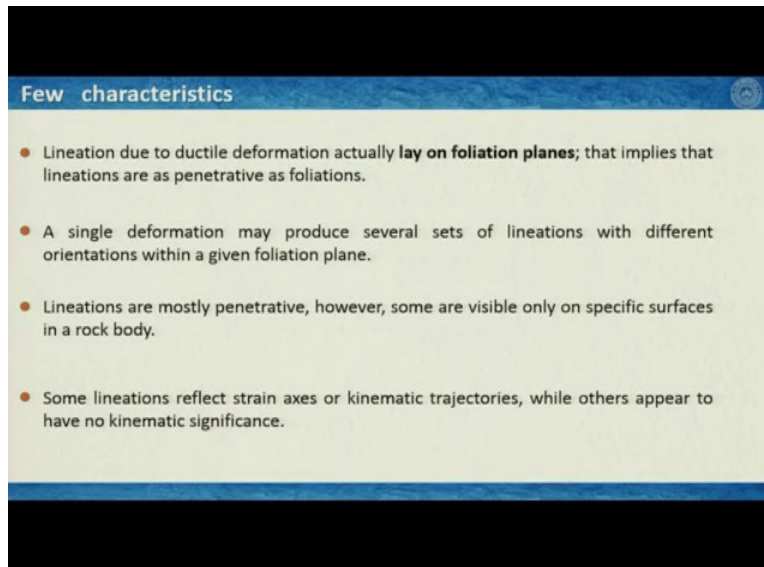 Few characteristics
Lineation due to ductile deformation actually lay on foliation planes; that implies that
lineations are as penetrative as foliations.
A single deformation may produce several sets of lineations with different
orientations within a given foliation plane.
Lineations are mostly penetrative, however, some are visible only on specific surfaces
in a rock body.
Some lineations reflect strain axes or kinematic trajectories, while others appear to
have no kinematic significance.